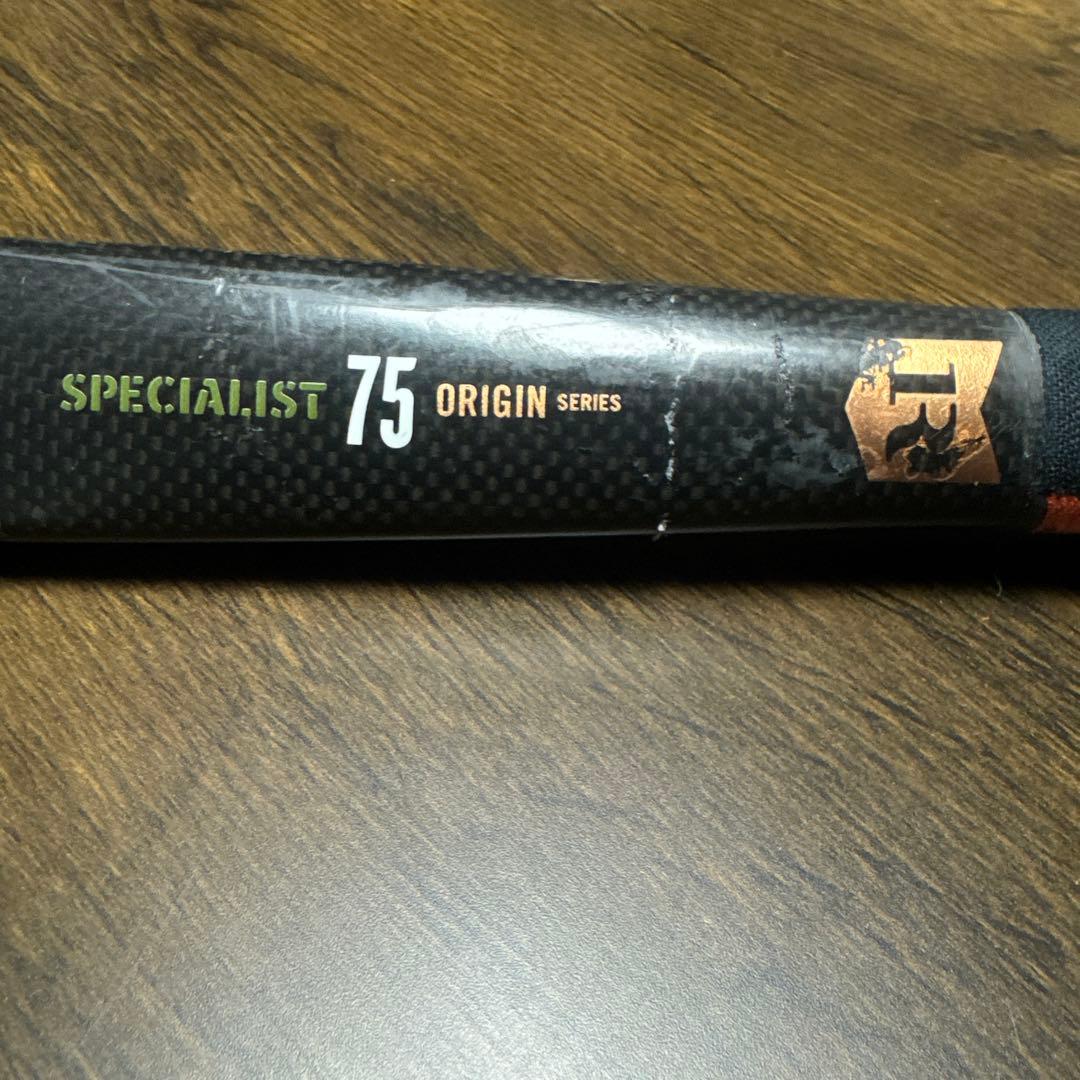 SPECIALIST 75 ORIGIN SERIES
R